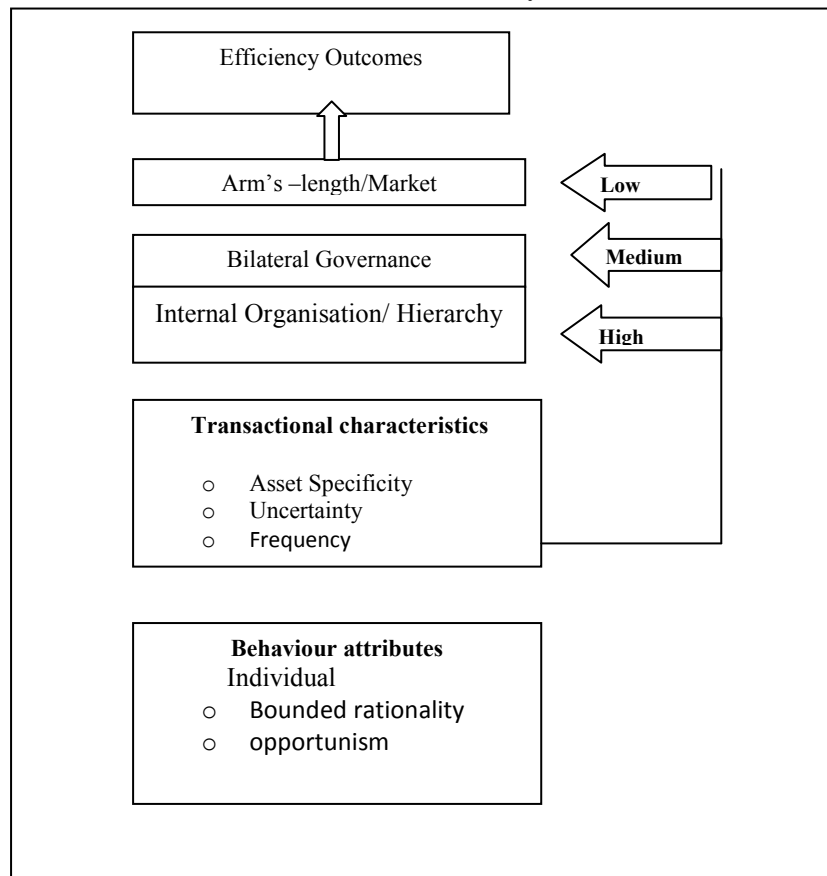 Efficiency Outcomes
Arm's –length/Market
Low
Bilateral Governance
Medium
Internal Organisation/ Hierarchy
High
Transactional characteristics
o Asset Specificity
o Uncertainty
o Frequency
Behaviour attributes
Individual
o Bounded rationality
o opportunism